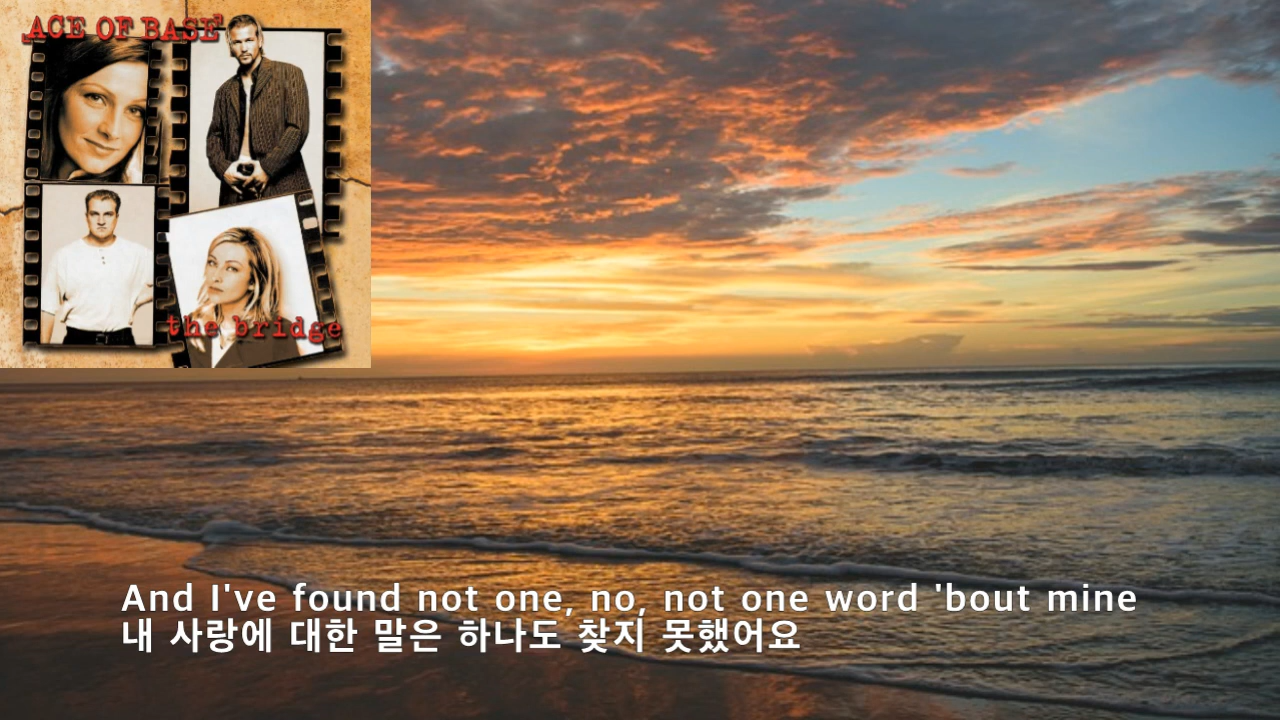 „ACE OF BASE"
the bridge
And I've found not one, no, not one word 'bout mine
내 사랑에 대한 말은 하나도 찾지 못했어요